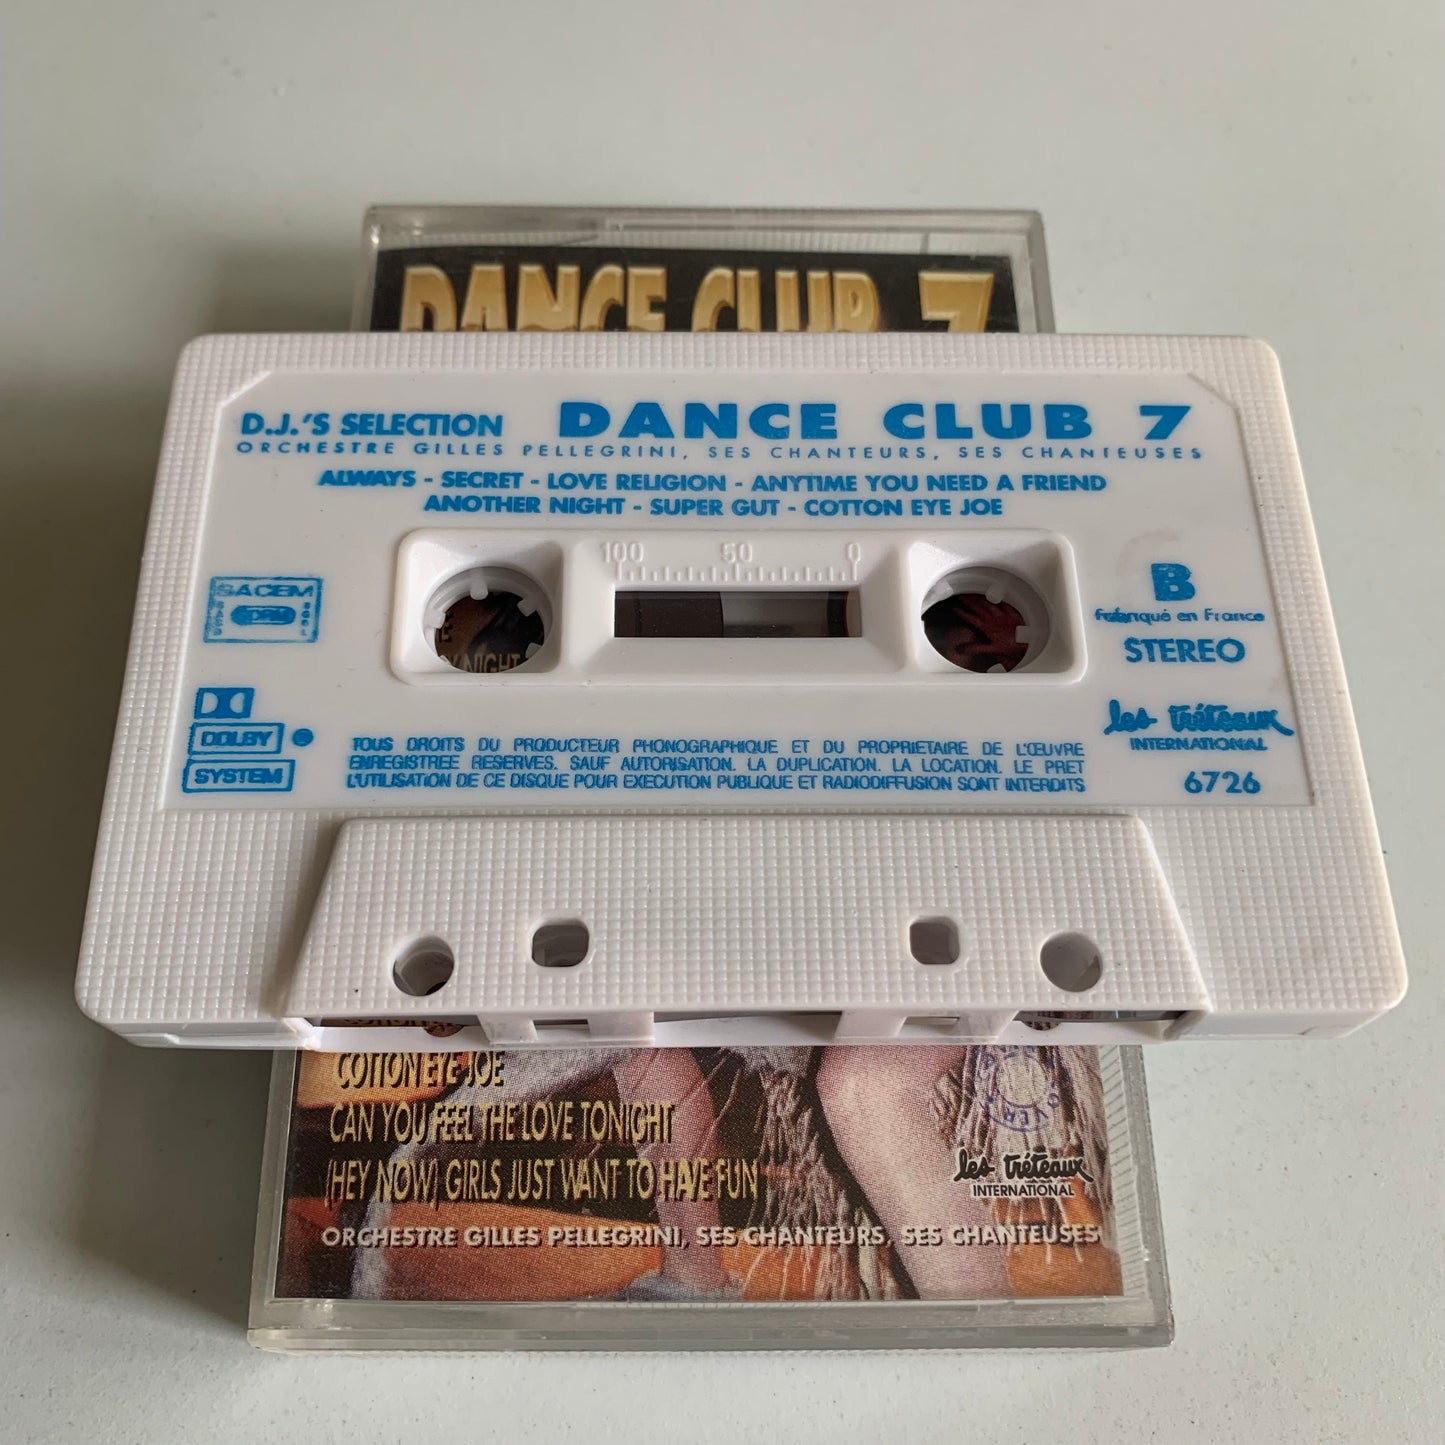 DANCE CLUB 7
D.J.'S SELECTION DANCE CLUB 7
ORCHESTRE GILLES PELLEGRINI, SES CHANTEURS, SES CHANTEUSES
ALWAYS - SECRET - LOVE RELIGION - ANYTIME YOU NEED A FRIEND
ANOTHER NIGHT - SUPER GUT - COTTON EYE JOE
100 50 0
SACEM
B
Fabriqué en France
STEREO
NIGHT
DOLBY
SYSTEM
les tréteaux
INTERNATIONAL
6726
TOUS DROITS DU PRODUCTEUR PHONOGRAPHIQUE ET DU PROPRIETAIRE DE L'ŒUVRE
ENREGISTREE RESERVES. SAUF AUTORISATION. LA DUPLICATION. LA LOCATION. LE PRET
L'UTILISATION DE CE DISQUE POUR EXECUTION PUBLIQUE ET RADIODIFFUSION SONT INTERDITS
COTTON EYE JOE
CAN YOU FEEL THE LOVE TONIGHT
(HEY NOW) GIRLS JUST WANT TO HAVE FUN
les tréteaux
INTERNATIONAL
ORCHESTRE GILLES PELLEGRINI, SES CHANTEURS, SES CHANTEUSES